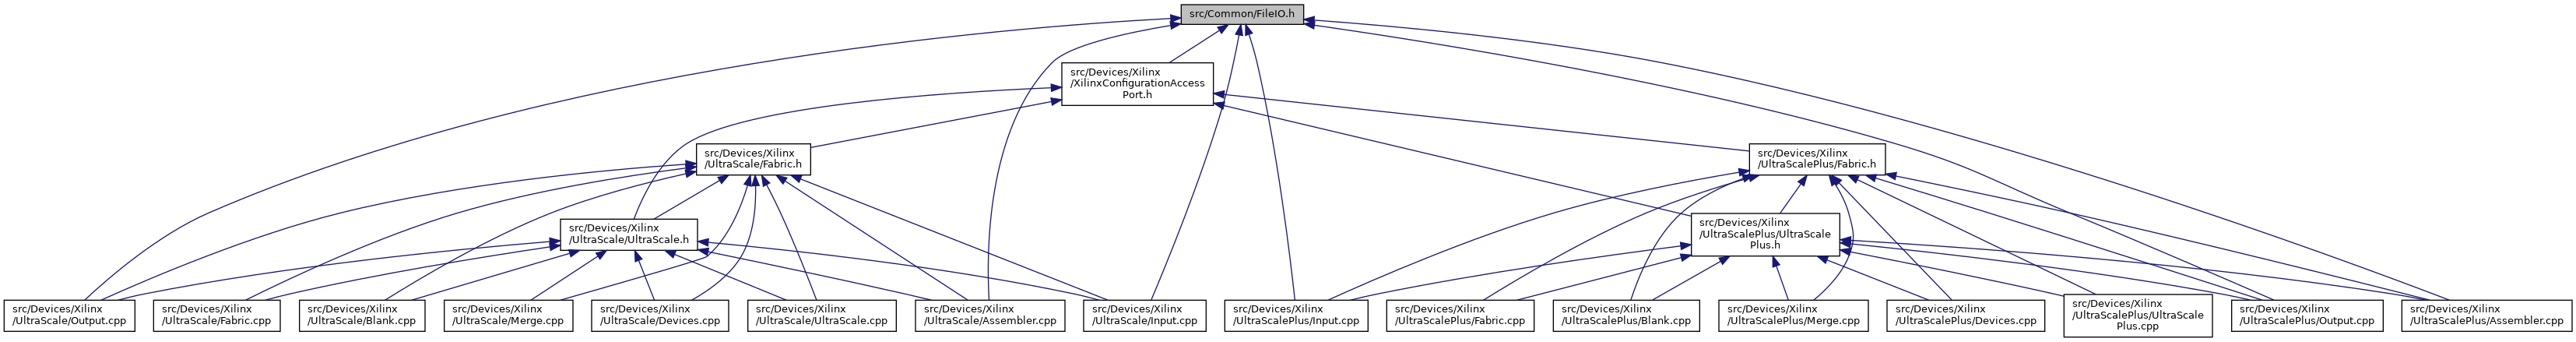 src/Common/FileIO.h
src/Devices/Xilinx
/XilinxConfigurationAccess
Port.h
src/Devices/Xilinx
/UltraScale/Fabric.h
src/Devices/Xilinx
/UltraScalePlus/Fabric.h
src/Devices/Xilinx
/UltraScale/UltraScale.h
src/Devices/Xilinx
/UltraScalePlus/UltraScale
Plus.h
src/Devices/Xilinx
/UltraScale/Output.cpp
src/Devices/Xilinx
/UltraScale/Fabric.cpp
src/Devices/Xilinx
/UltraScale/Blank.cpp
src/Devices/Xilinx
/UltraScale/Merge.cpp
src/Devices/Xilinx
/UltraScale/Devices.cpp
src/Devices/Xilinx
/UltraScale/UltraScale.cpp
src/Devices/Xilinx
/UltraScale/Assembler.cpp
src/Devices/Xilinx
/UltraScale/Input.cpp
src/Devices/Xilinx
/UltraScalePlus/Input.cpp
src/Devices/Xilinx
/UltraScalePlus/Fabric.cpp
src/Devices/Xilinx
/UltraScalePlus/Blank.cpp
src/Devices/Xilinx
/UltraScalePlus/Merge.cpp
src/Devices/Xilinx
/UltraScalePlus/Devices.cpp
src/Devices/Xilinx
/UltraScalePlus/UltraScale
Plus.cpp
src/Devices/Xilinx
/UltraScalePlus/Output.cpp
src/Devices/Xilinx
/UltraScalePlus/Assembler.cpp